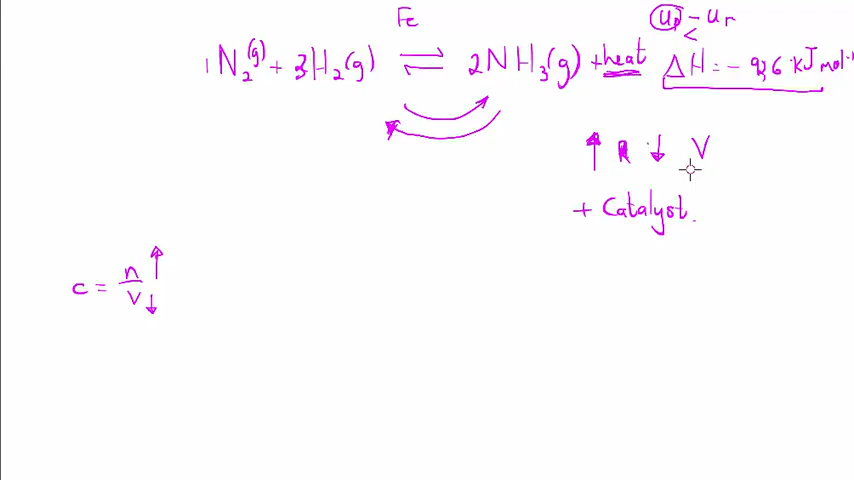 Fe
Up - Ur
<
1N₂(g) + 3H₂(g) ⇌ 2NH₃(g) + heat ΔH = - 92,6 kJ mol⁻¹
↑ ↓ V
+ Catalyst.
c = n/v ↑ ↓